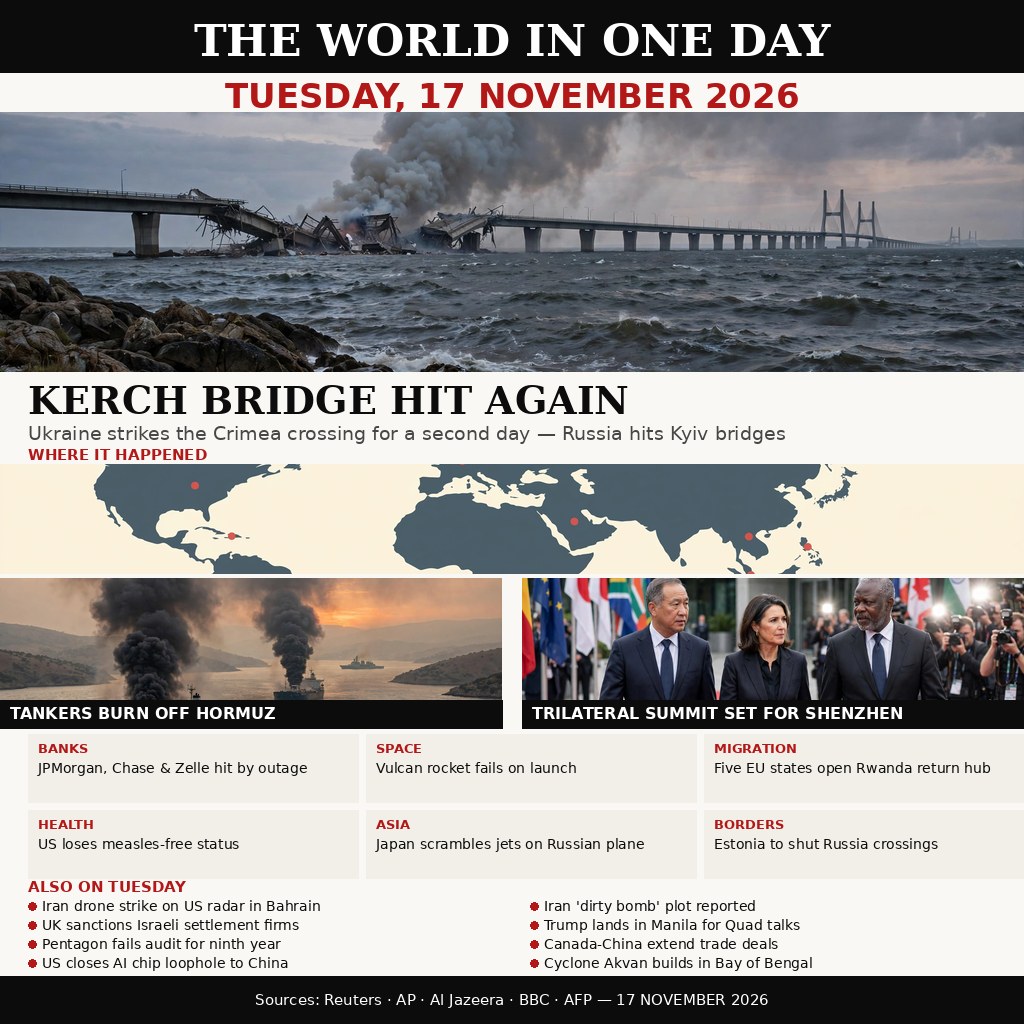 THE WORLD IN ONE DAY
TUESDAY, 17 NOVEMBER 2026
KERCH BRIDGE HIT AGAIN
Ukraine strikes the Crimea crossing for a second day — Russia hits Kyiv bridges
WHERE IT HAPPENED
TANKERS BURN OFF HORMUZ
TRILATERAL SUMMIT SET FOR SHENZHEN
BANKS
JPMorgan, Chase & Zelle hit by outage
SPACE
Vulcan rocket fails on launch
MIGRATION
Five EU states open Rwanda return hub
HEALTH
US loses measles-free status
ASIA
Japan scrambles jets on Russian plane
BORDERS
Estonia to shut Russia crossings
ALSO ON TUESDAY
Iran drone strike on US radar in Bahrain
UK sanctions Israeli settlement firms
Pentagon fails audit for ninth year
US closes AI chip loophole to China
Iran 'dirty bomb' plot reported
Trump lands in Manila for Quad talks
Canada-China extend trade deals
Cyclone Akvan builds in Bay of Bengal
Sources: Reuters · AP · Al Jazeera · BBC · AFP — 17 NOVEMBER 2026